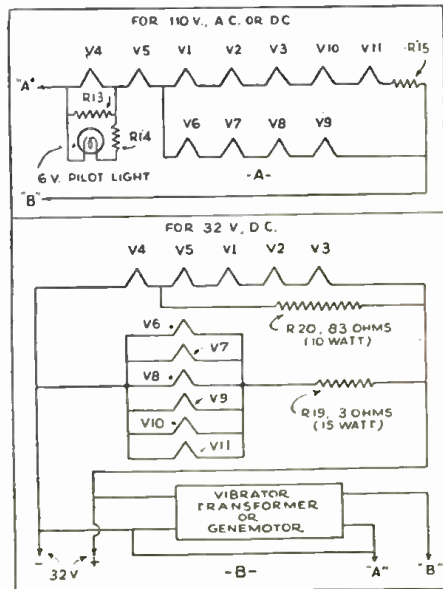 FOR 110 V., A C. OR DC
V4 V5 V1 V2 V3 V10 V11 R15
"A"
R13
R14
V6 V7 V8 V9
6 V. PILOT LIGHT
-A-
"B"
FOR 32 V, D.C.
V4 V5 V1 V2 V3
R20, 83 OHMS
(10 WATT)
V6
V7
V8
V9
V10
V11
R19, 3 OHMS
(15 WATT)
VIBRATOR
TRANSFORMER
OR
GENEMOTOR
- 32 V +
-B-
"A"
"B"